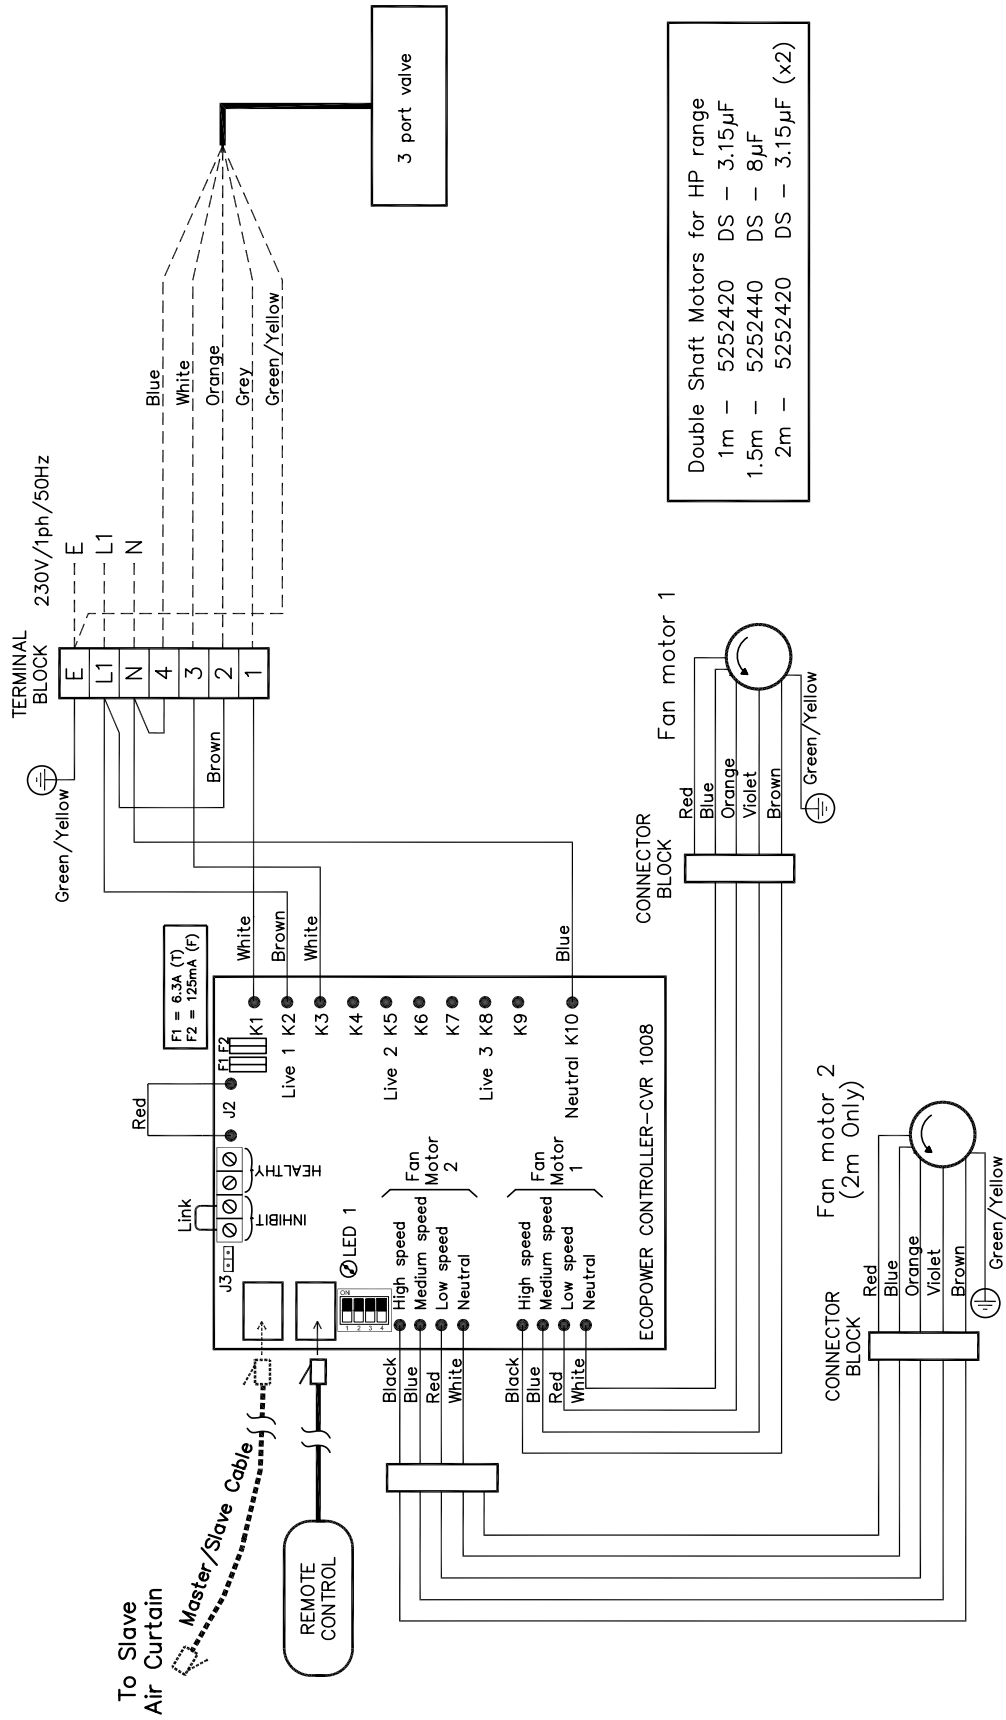 To Slave
Air Curtain
Master/Slave Cable
REMOTE
CONTROL
Red
Link
J3
INHIBIT
HEALTHY
J2
F1
F2
F1 = 6.3A (T)
F2 = 125mA (F)
LED 1
ON
1 2 3 4
K1
Live 1
K2
K3
K4
Live 2
K5
K6
K7
Live 3
K8
K9
Neutral K10
White
Brown
White
Blue
High speed
Medium speed
Low speed
Neutral
Fan
Motor
2
High speed
Medium speed
Low speed
Neutral
Fan
Motor
1
ECOPOWER CONTROLLER-CVR 1008
Black
Blue
Red
White
Black
Blue
Red
White
Green/Yellow
Brown
TERMINAL
BLOCK
E
L1
N
4
3
2
1
230V/1ph/50Hz
E
L1
N
Blue
White
Orange
Grey
Green/Yellow
3 port valve
CONNECTOR
BLOCK
Red
Blue
Orange
Violet
Brown
Green/Yellow
Fan motor 1
CONNECTOR
BLOCK
Red
Blue
Orange
Violet
Brown
Green/Yellow
Fan motor 2
(2m Only)
Double Shaft Motors for HP range
1m - 5252420 DS - 3.15µF
1.5m - 5252440 DS - 8µF
2m - 5252420 DS - 3.15µF (x2)